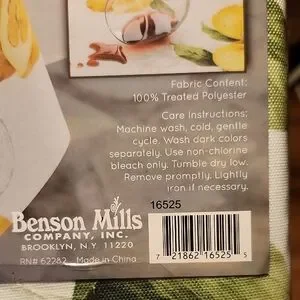 Fabric Content:
100% Treated Polyester
Care Instructions:
Machine wash, cold, gentle
cycle. Wash dark colors
separately. Use non-chlorine
bleach only. Tumble dry low.
Remove promptly. Lightly
iron if necessary.
16525
Benson Mills
COMPANY, INC.
BROOKLYN, N.Y 11220
RN# 62282 Made in China
7 21862 16525 5